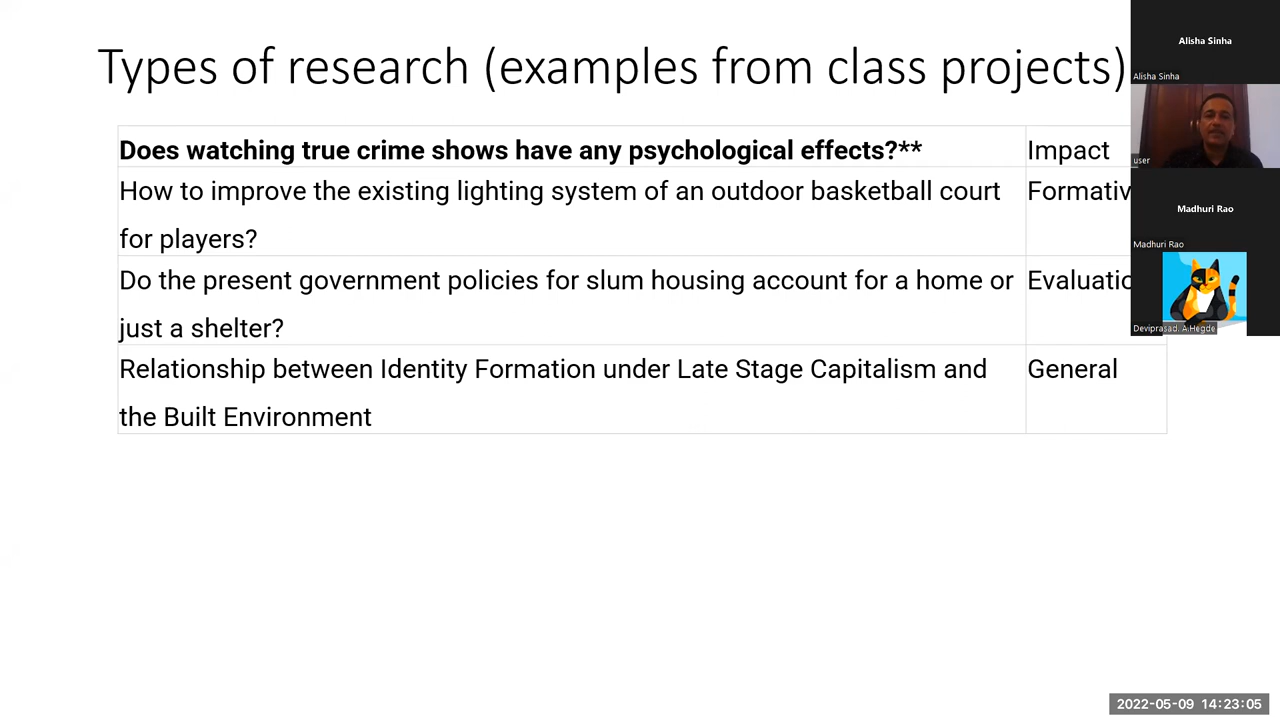 Types of research (examples from class projects)
Does watching true crime shows have any psychological effects?** Impact
How to improve the existing lighting system of an outdoor basketball court Formativ
for players?
Do the present government policies for slum housing account for a home or Evaluatio
just a shelter?
Relationship between Identity Formation under Late Stage Capitalism and General
the Built Environment
Alisha Sinha
Alisha Sinha
user
Madhuri Rao
Madhuri Rao
Deviprasad. A.Hegde
2022-05-09 14:23:05